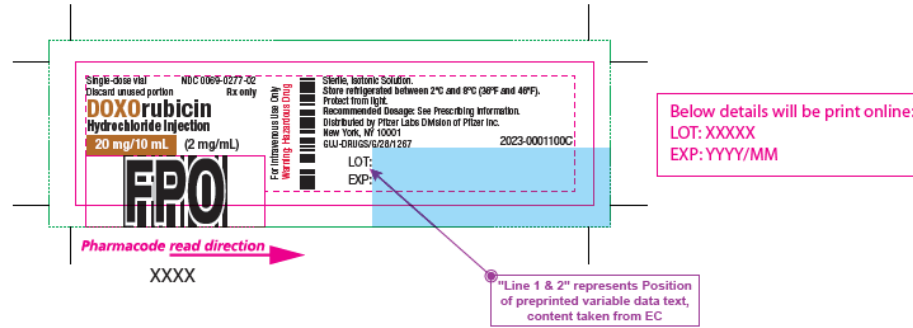 Single-dose vial NDC 0069-0277-02
Discard unused portion Rx only
DOXOrubicin
Hydrochloride Injection
20 mg/10 mL (2 mg/mL)
FPO
For Intravenous Use Only
Warning: Hazardous Drug
Sterile, Isotonic Solution.
Store refrigerated between 2°C and 8°C (36°F and 46°F).
Protect from light.
Recommended Dosage: See Prescribing Information.
Distributed by Pfizer Labs Division of Pfizer Inc.
New York, NY 10001
GUJ-DRUGS/G/28/1267 2023-0001100C
LOT:
EXP:
Below details will be print online:
LOT: XXXXX
EXP: YYYY/MM
Pharmacode read direction
XXXX
"Line 1 & 2" represents Position
of preprinted variable data text,
content taken from EC